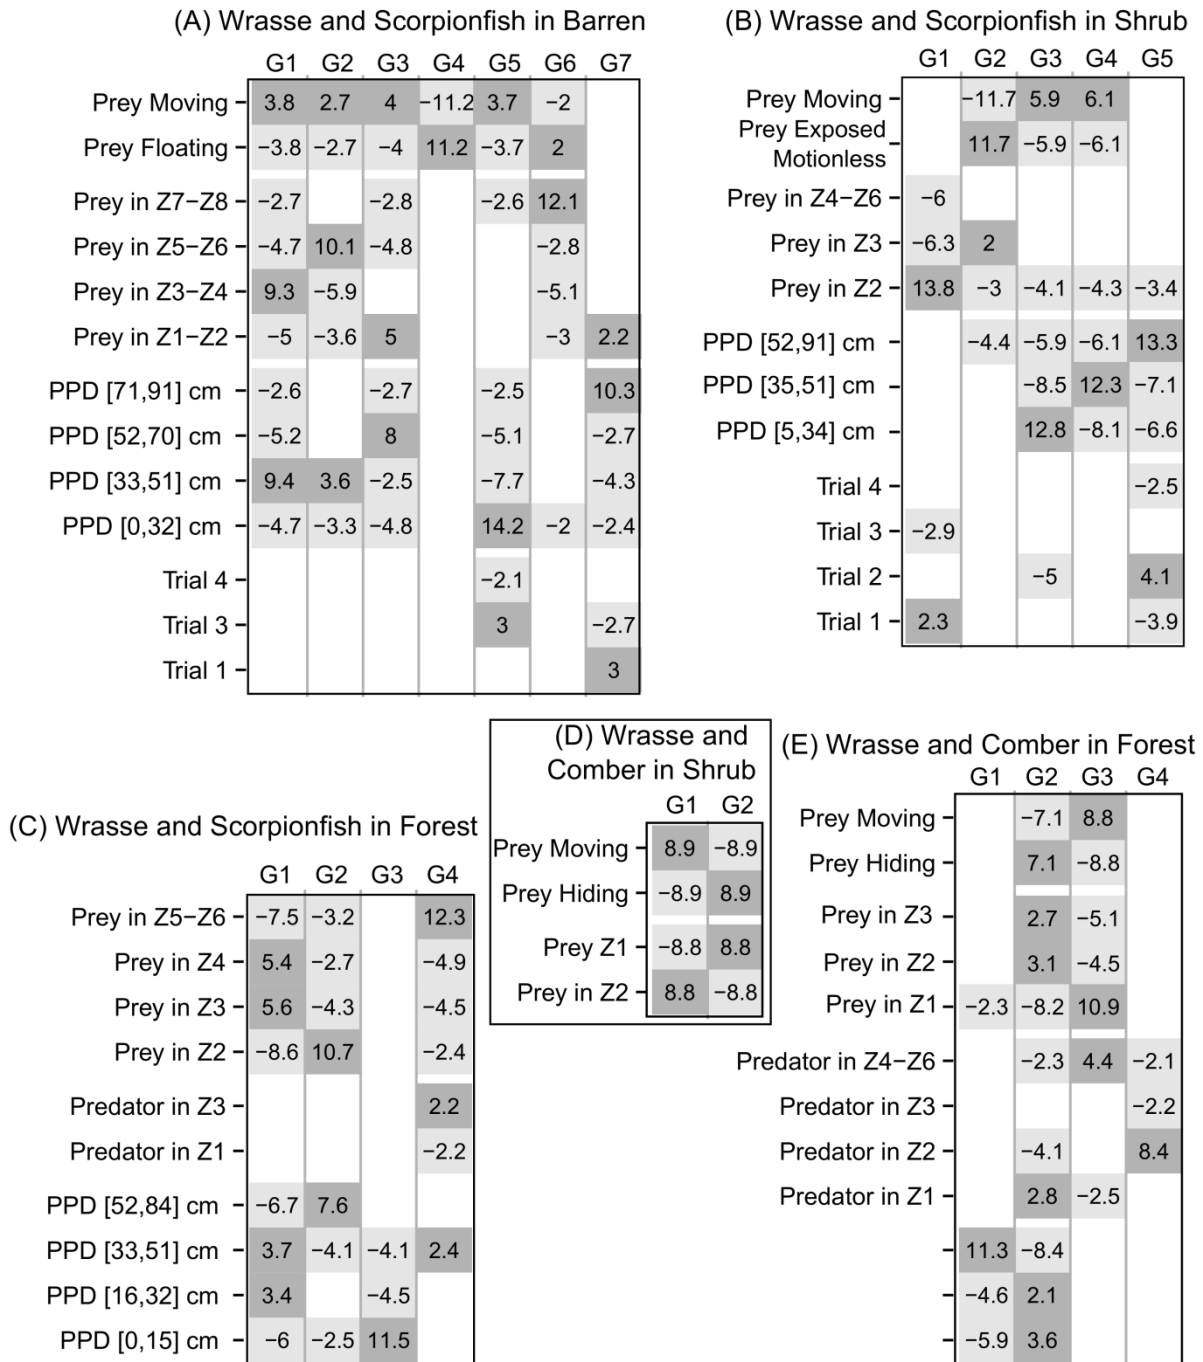 (A) Wrasse and Scorpionfish in Barren
G1 G2 G3 G4 G5 G6 G7
Prey Moving 3.8 2.7 4 −11.2 3.7 −2
Prey Floating −3.8 −2.7 −4 11.2 −3.7 2
Prey in Z7−Z8 −2.7 −2.8 −2.6 12.1
Prey in Z5−Z6 −4.7 10.1 −4.8 −2.8
Prey in Z3−Z4 9.3 −5.9 −5.1
Prey in Z1−Z2 −5 −3.6 5 −3 2.2
PPD [71,91] cm −2.6 −2.7 −2.5 10.3
PPD [52,70] cm −5.2 8 −5.1 −2.7
PPD [33,51] cm 9.4 3.6 −2.5 −7.7 −4.3
PPD [0,32] cm −4.7 −3.3 −4.8 14.2 −2 −2.4
Trial 4 −2.1
Trial 3 3 −2.7
Trial 1 3
(B) Wrasse and Scorpionfish in Shrub
G1 G2 G3 G4 G5
Prey Moving −11.7 5.9 6.1
Prey Exposed
Motionless 11.7 −5.9 −6.1
Prey in Z4−Z6 −6
Prey in Z3 −6.3 2
Prey in Z2 13.8 −3 −4.1 −4.3 −3.4
PPD [52,91] cm −4.4 −5.9 −6.1 13.3
PPD [35,51] cm −8.5 12.3 −7.1
PPD [5,34] cm 12.8 −8.1 −6.6
Trial 4 −2.5
Trial 3 −2.9
Trial 2 −5 4.1
Trial 1 2.3 −3.9
(C) Wrasse and Scorpionfish in Forest
G1 G2 G3 G4
Prey in Z5−Z6 −7.5 −3.2 12.3
Prey in Z4 5.4 −2.7 −4.9
Prey in Z3 5.6 −4.3 −4.5
Prey in Z2 −8.6 10.7 −2.4
Predator in Z3 2.2
Predator in Z1 −2.2
PPD [52,84] cm −6.7 7.6
PPD [33,51] cm 3.7 −4.1 −4.1 2.4
PPD [16,32] cm 3.4 −4.5
PPD [0,15] cm −6 −2.5 11.5
(D) Wrasse and
Comber in Shrub
G1 G2
Prey Moving 8.9 −8.9
Prey Hiding −8.9 8.9
Prey Z1 −8.8 8.8
Prey in Z2 8.8 −8.8
(E) Wrasse and Comber in Forest
G1 G2 G3 G4
Prey Moving −7.1 8.8
Prey Hiding 7.1 −8.8
Prey in Z3 2.7 −5.1
Prey in Z2 3.1 −4.5
Prey in Z1 −2.3 −8.2 10.9
Predator in Z4−Z6 −2.3 4.4 −2.1
Predator in Z3 −2.2
Predator in Z2 −4.1 8.4
Predator in Z1 2.8 −2.5
11.3 −8.4
−4.6 2.1
−5.9 3.6